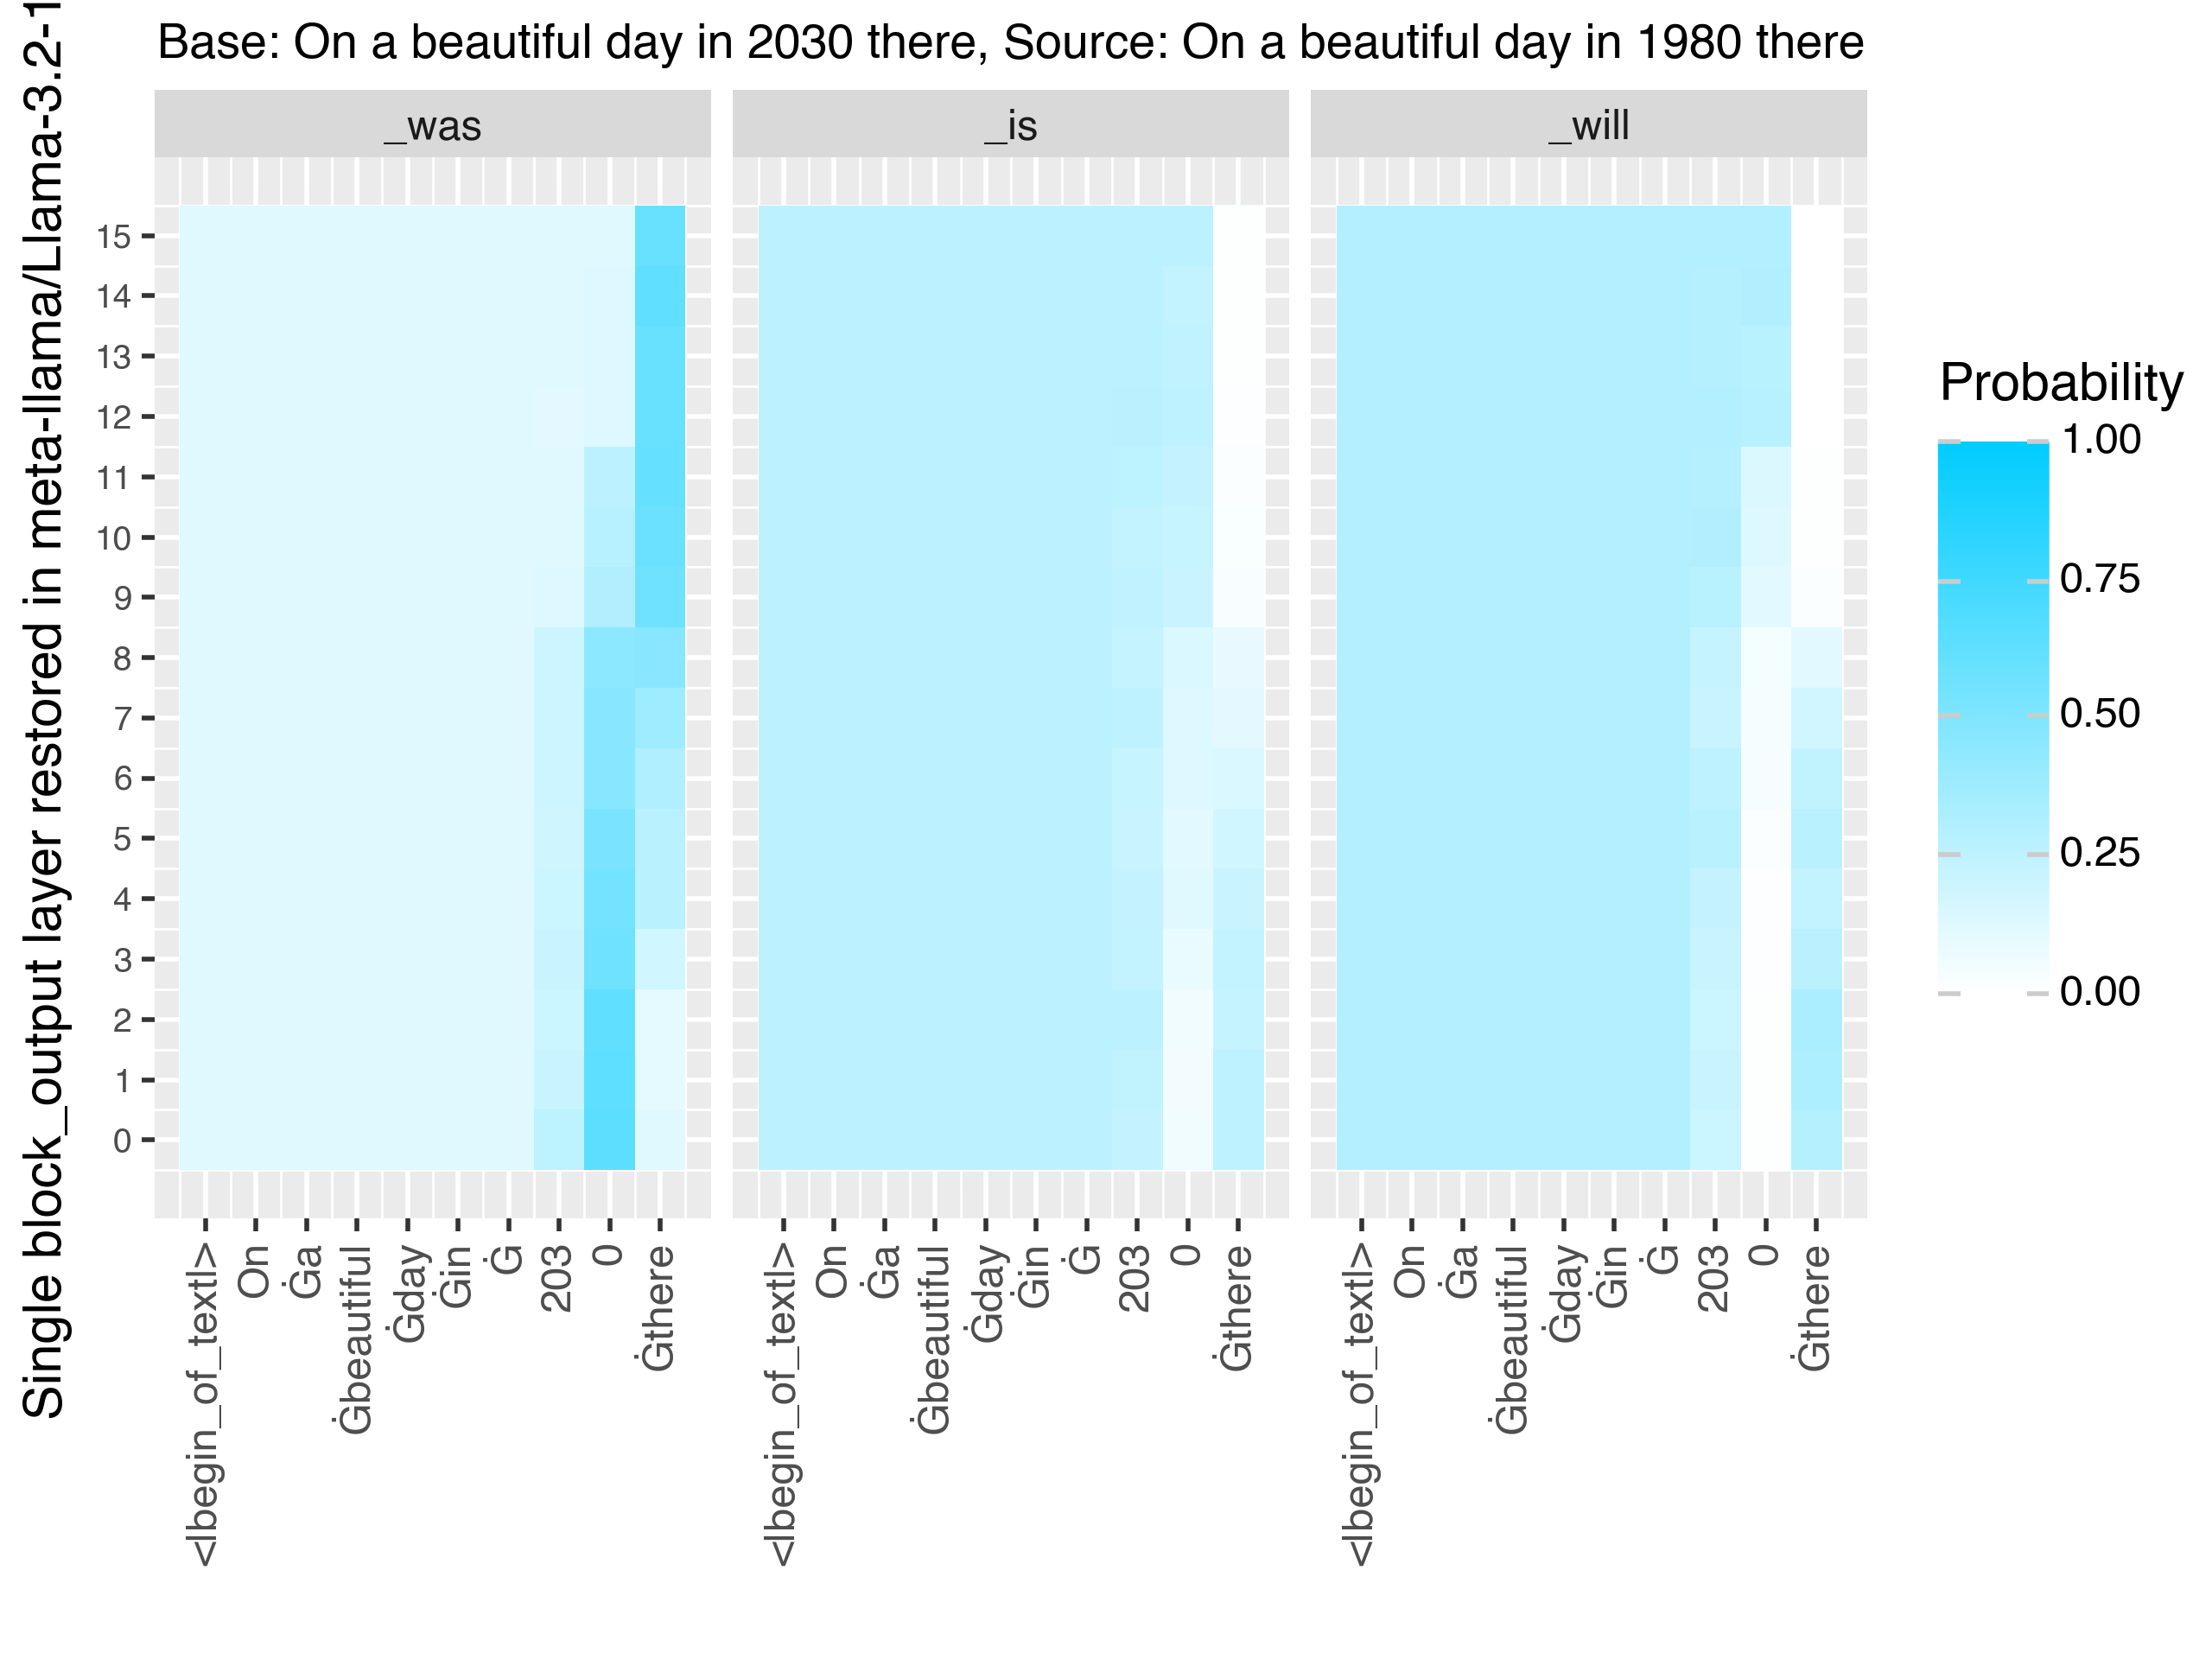 Base: On a beautiful day in 2030 there, Source: On a beautiful day in 1980 there
Single block_output layer restored in meta-llama/Llama-3.2-1
_was
_is
_will
15
14
13
12
11
10
9
8
7
6
5
4
3
2
1
0
<|begin_of_text|>
On
Ġa
Ġbeautiful
Ġday
Ġin
Ġ
203
0
Ġthere
<|begin_of_text|>
On
Ġa
Ġbeautiful
Ġday
Ġin
Ġ
203
0
Ġthere
<|begin_of_text|>
On
Ġa
Ġbeautiful
Ġday
Ġin
Ġ
203
0
Ġthere
Probability
1.00
0.75
0.50
0.25
0.00